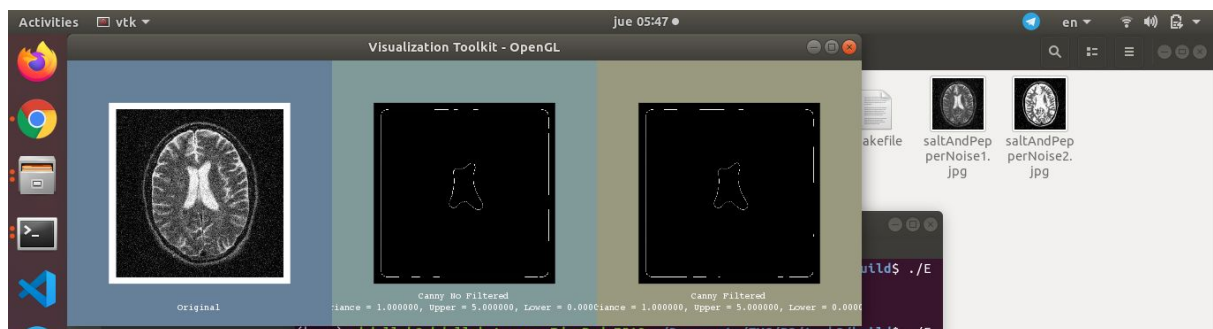 Activities vtk jue 05:47 en
Visualization Toolkit - OpenGL
akefile
saltAndPep
perNoise1.
jpg
saltAndPep
perNoise2.
jpg
Original
Canny No Filtered
iance = 1.000000, Upper = 5.000000, Lower = 0.000
Canny Filtered
iance = 1.000000, Upper = 5.000000, Lower = 0.0000
uild$ ./E